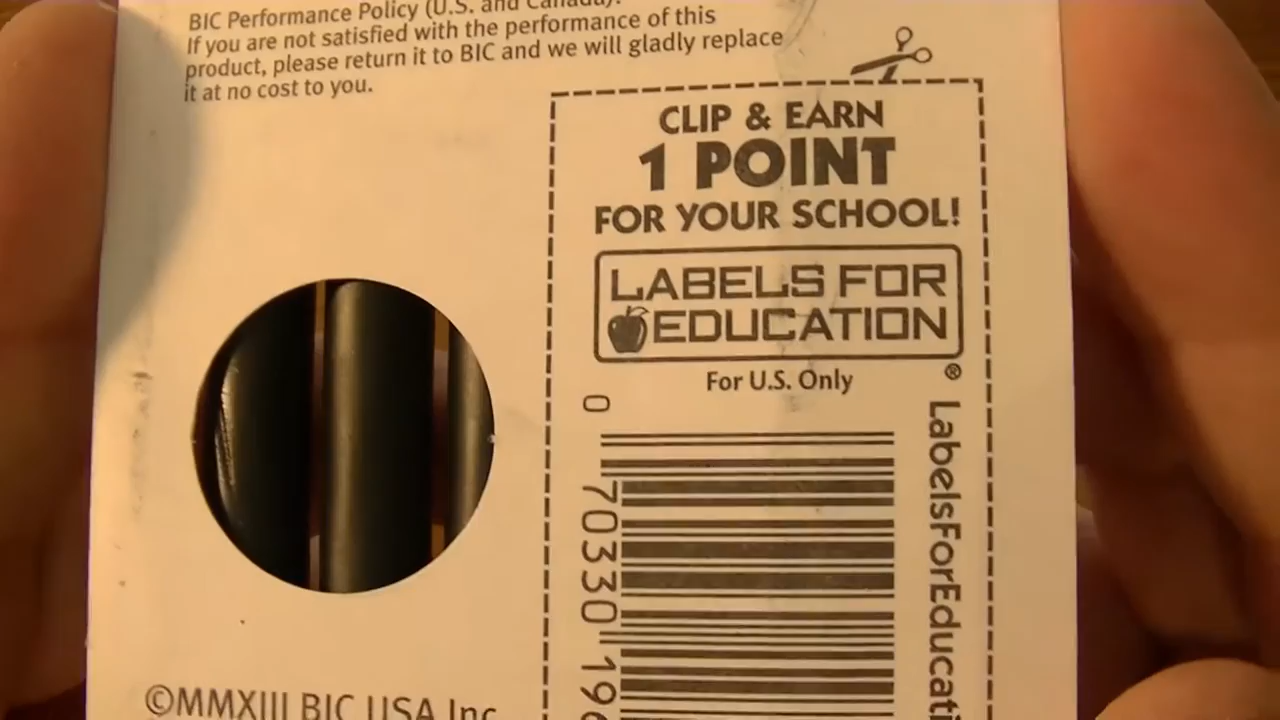 BIC Performance Policy (U.S. and Canada):
If you are not satisfied with the performance of this
product, please return it to BIC and we will gladly replace
it at no cost to you.
CLIP & EARN
1 POINT
FOR YOUR SCHOOL!
LABELS FOR
EDUCATION
For U.S. Only
®
0 70330 196
LabelsForEducati
©MMXIII BIC USA Inc